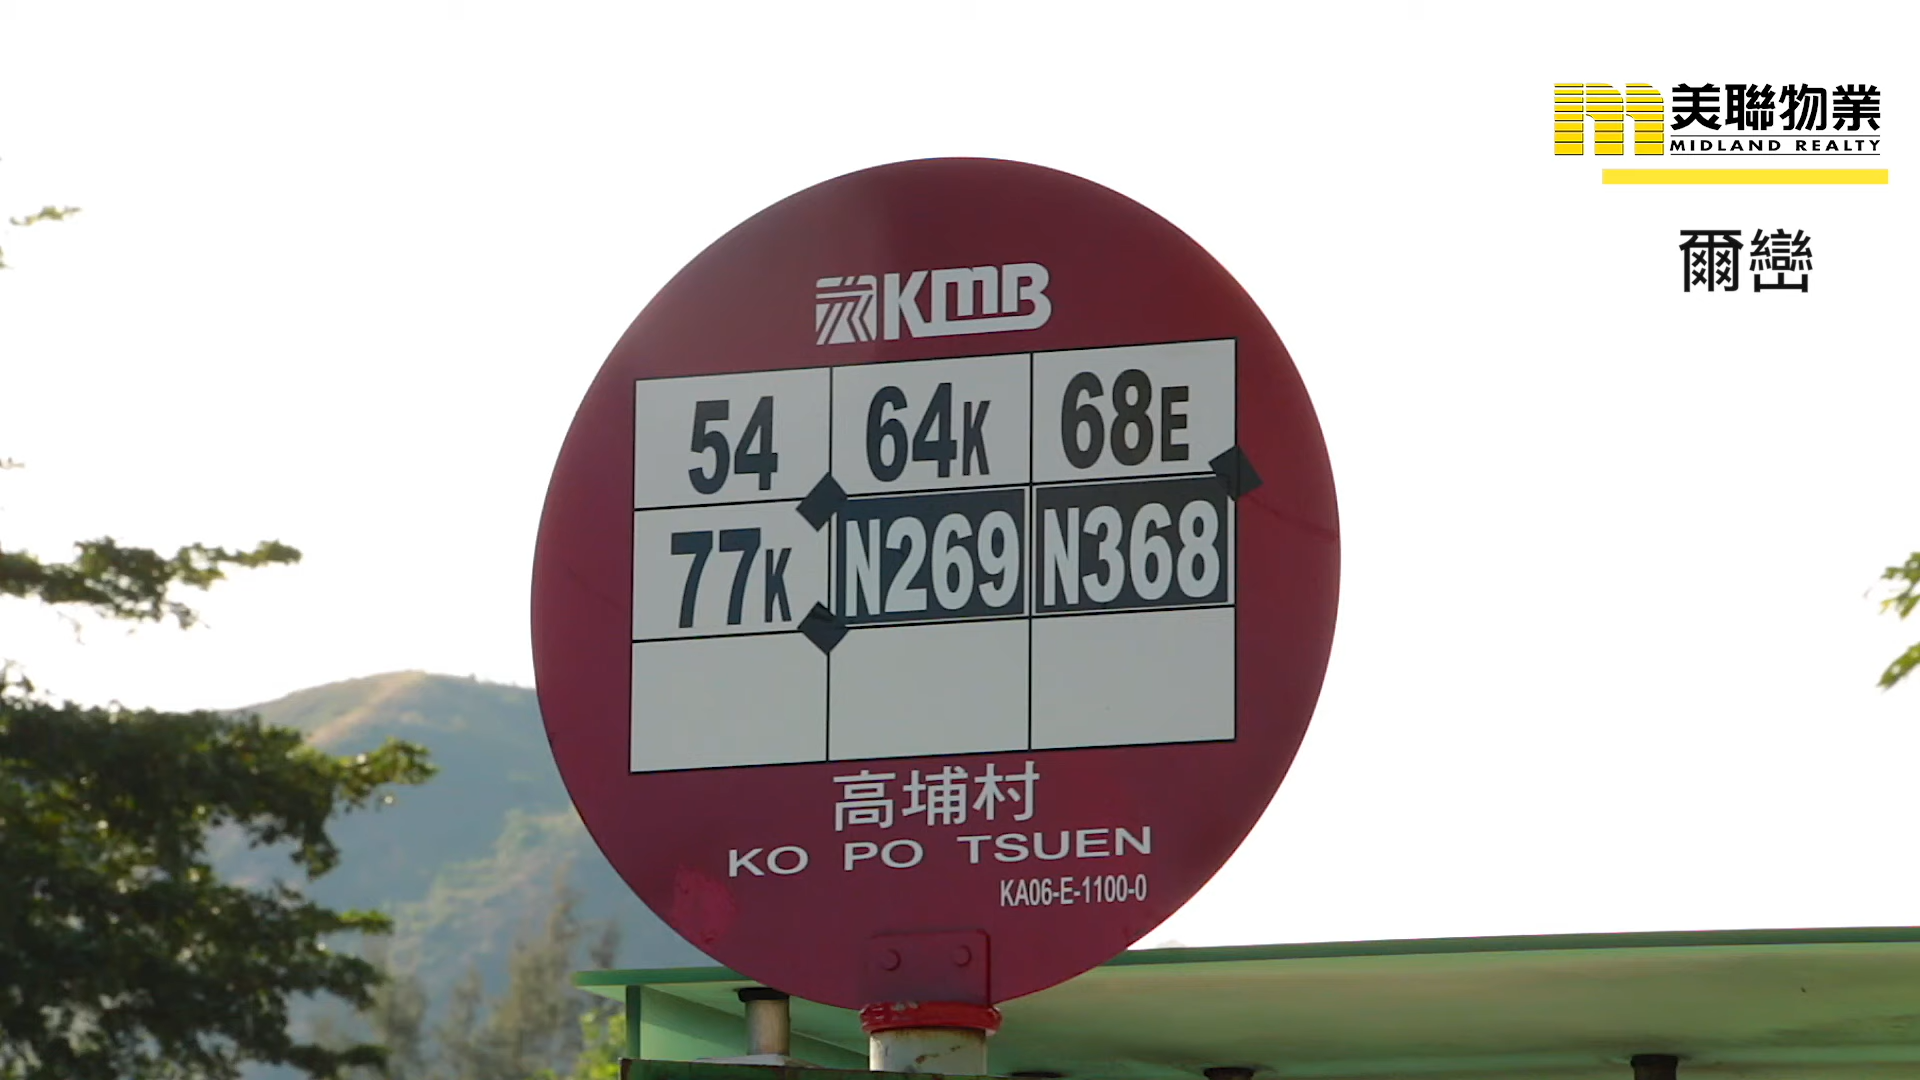 美聯物業
MIDLAND REALTY
爾巒
KMB
54 64K 68E
77K N269 N368
高埔村
KO PO TSUEN
KA06-E-1100-0